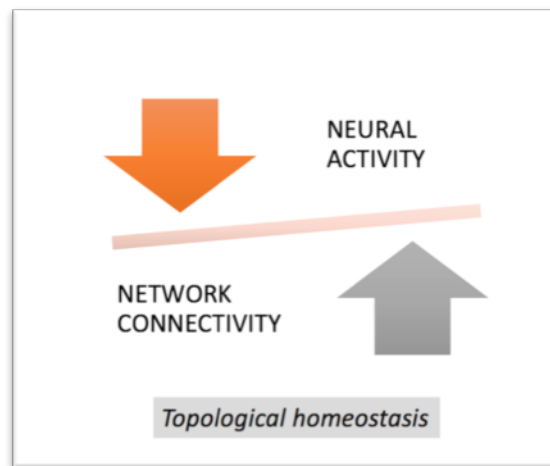 NEURAL
ACTIVITY
NETWORK
CONNECTIVITY
Topological homeostasis